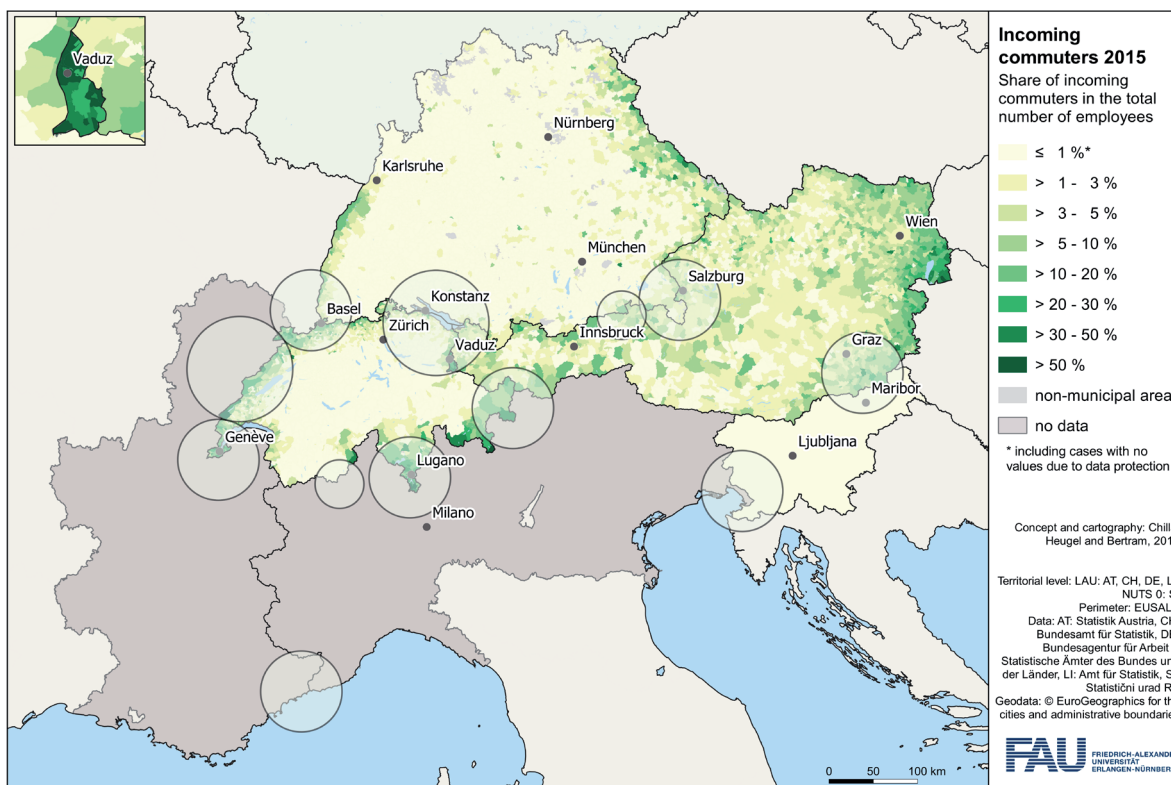 Vaduz
Nürnberg
Karlsruhe
Wien
München
Salzburg
Konstanz
Basel
Zürich
Innsbruck
Vaduz
Graz
Maribor
Genève
Ljubljana
Lugano
Milano
0 50 100 km
Incoming
commuters 2015
Share of incoming
commuters in the total
number of employees
≤ 1 %*
> 1 - 3 %
> 3 - 5 %
> 5 - 10 %
> 10 - 20 %
> 20 - 30 %
> 30 - 50 %
> 50 %
non-municipal area
no data
* including cases with no
values due to data protection
Concept and cartography: Chill
Heugel and Bertram, 201
Territorial level: LAU: AT, CH, DE, L
NUTS 0: S
Perimeter: EUSAL
Data: AT: Statistik Austria, CH
Bundesamt für Statistik, DE
Bundesagentur für Arbeit
Statistische Ämter des Bundes un
der Länder, LI: Amt für Statistik, S
Statistični urad R
Geodata: © EuroGeographics for th
cities and administrative boundarie
FAU
FRIEDRICH-ALEXANDE
UNIVERSITÄT
ERLANGEN-NÜRNBER